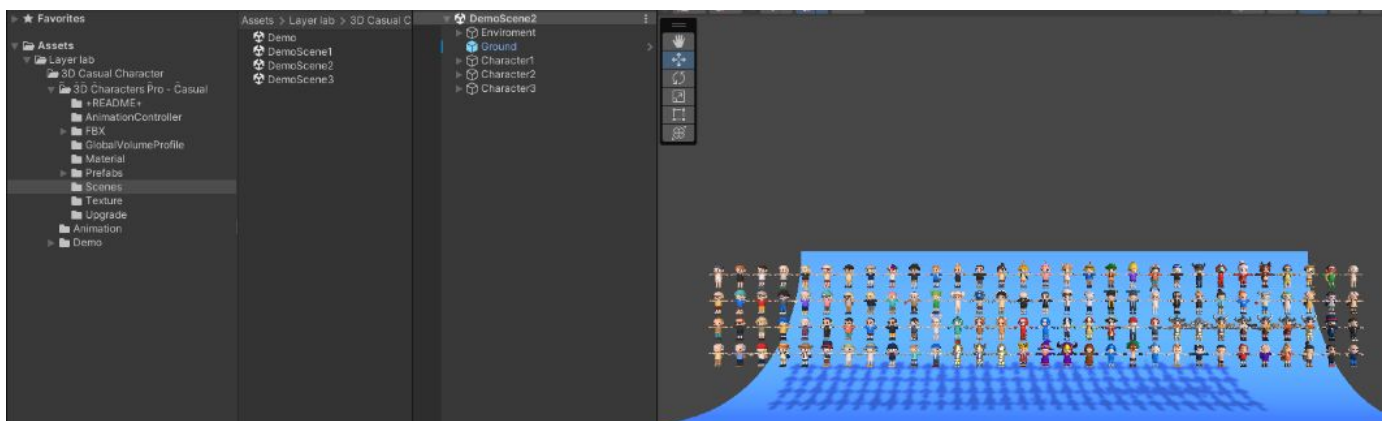 Favorites
Assets
Layer lab
3D Casual Character
3D Characters Pro - Casual
+README+
AnimationController
FBX
GlobalVolumeProfile
Material
Prefabs
Scenes
Texture
Upgrade
Animation
Demo
Assets > Layer lab > 3D Casual C
Demo
DemoScene1
DemoScene2
DemoScene3
DemoScene2
Enviroment
Ground
Character1
Character2
Character3